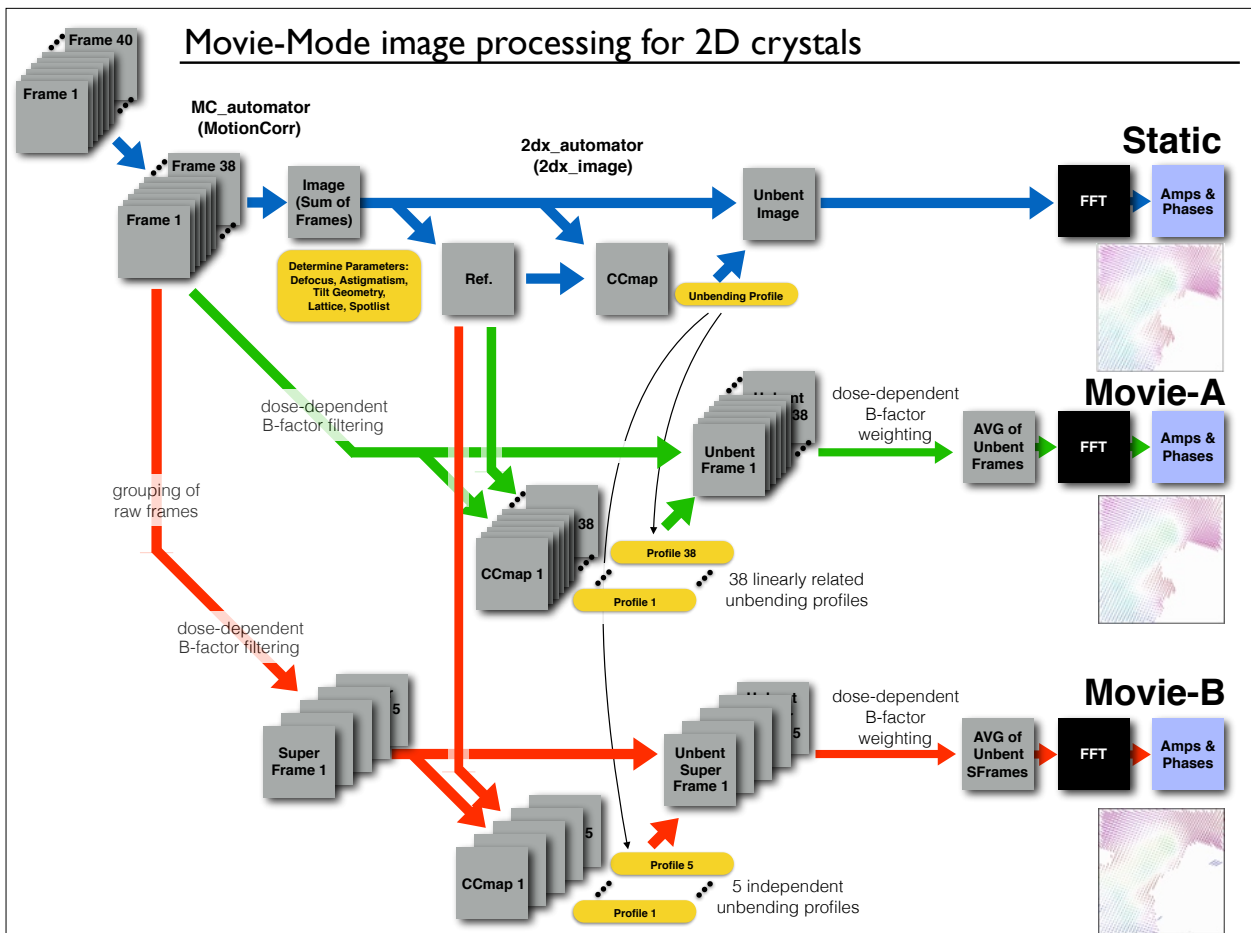 Movie-Mode image processing for 2D crystals
Frame 40
Frame 1
MC_automator
(MotionCorr)
Frame 38
Frame 1
Image
(Sum of
Frames)
2dx_automator
(2dx_image)
Unbent
Image
Static
FFT
Amps &
Phases
Determine Parameters:
Defocus, Astigmatism,
Tilt Geometry,
Lattice, Spotlist
Ref.
CCmap
Unbending Profile
dose-dependent
B-factor filtering
Unbent
38
Unbent
Frame 1
dose-dependent
B-factor
weighting
Movie-A
AVG of
Unbent
Frames
FFT
Amps &
Phases
grouping of
raw frames
38
CCmap 1
Profile 38
Profile 1
38 linearly related
unbending profiles
dose-dependent
B-factor filtering
5
Super
Frame 1
Unbent
5
Unbent
Super
Frame 1
dose-dependent
B-factor
weighting
Movie-B
AVG of
Unbent
SFrames
FFT
Amps &
Phases
5
CCmap 1
Profile 5
Profile 1
5 independent
unbending profiles